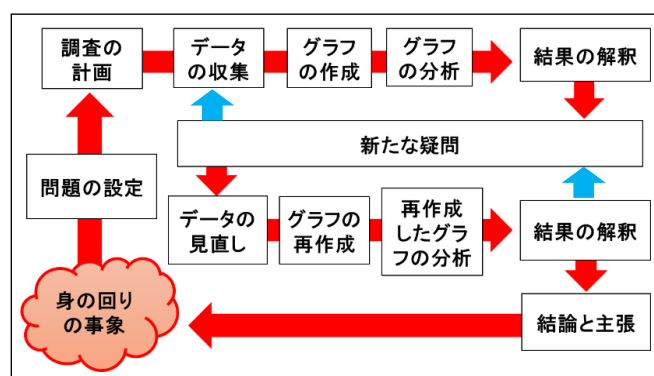 調査の
計画
データ
の収集
グラフ
の作成
グラフ
の分析
結果の解釈
新たな疑問
問題の設定
データの
見直し
グラフの
再作成
再作成
したグラ
フの分析
結果の解釈
身の回り
の事象
結論と主張